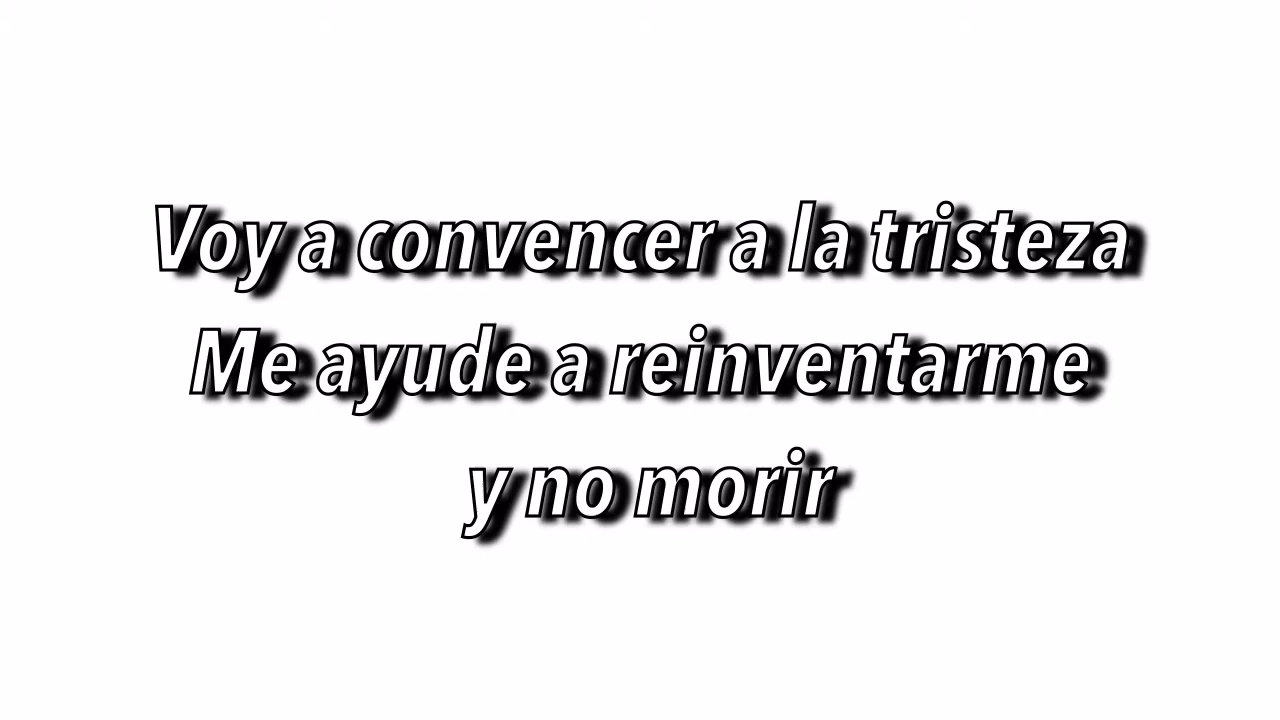 Voy a convencer a la tristeza
Me ayude a reinventarme
y no morir